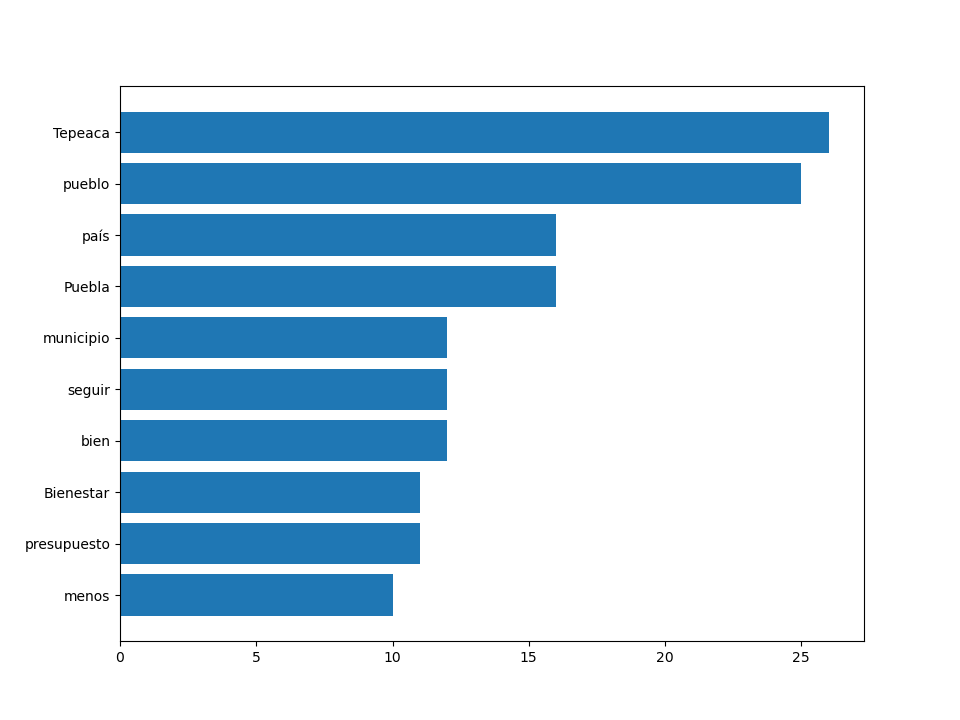 Tepeaca
pueblo
país
Puebla
municipio
seguir
bien
Bienestar
presupuesto
menos
0 5 10 15 20 25